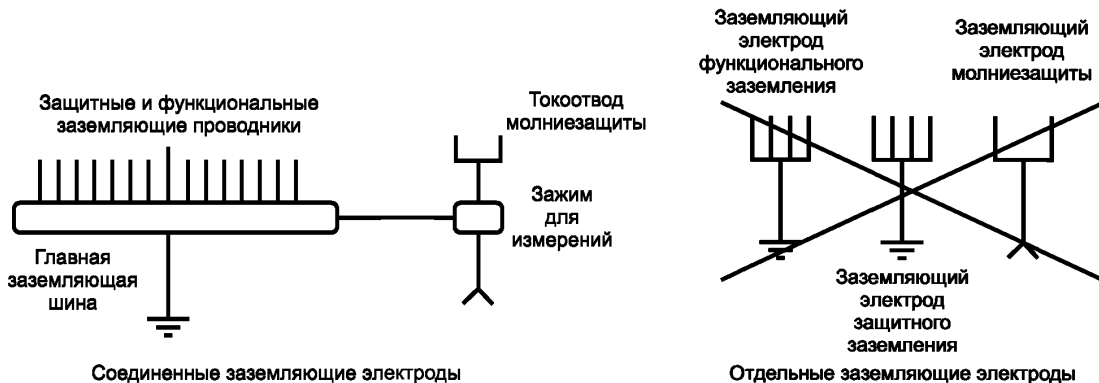 Защитные и функциональные
заземляющие проводники
Токоотвод
молниезащиты
Зажим
для
измерений
Главная
заземляющая
шина
Соединенные заземляющие электроды
Заземляющий
электрод
функционального
заземления
Заземляющий
электрод
молниезащиты
Заземляющий
электрод
защитного
заземления
Отдельные заземляющие электроды